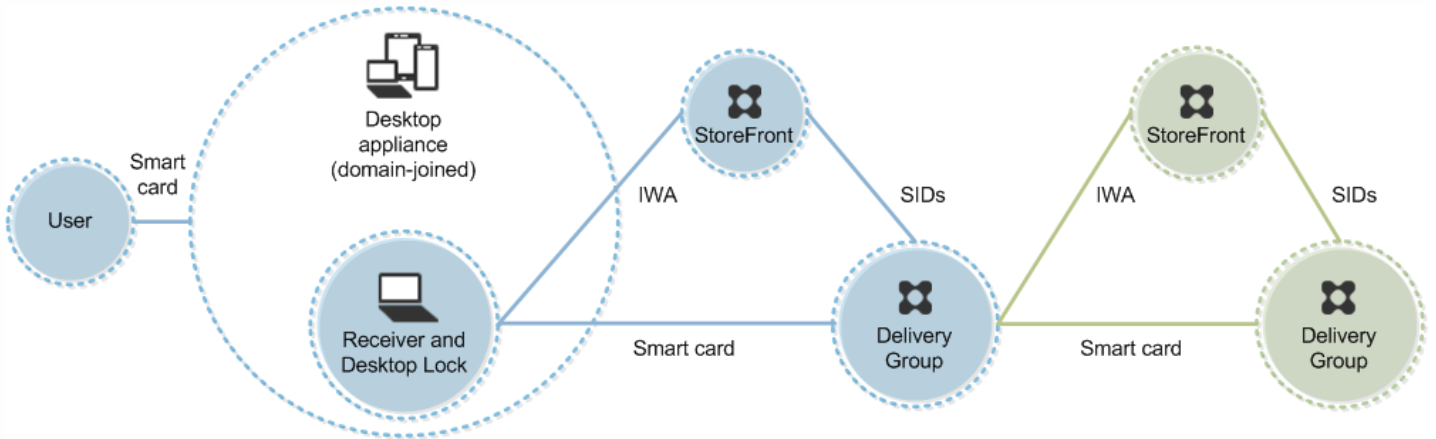 User
Smart
card
Desktop
appliance
(domain-joined)
Receiver and
Desktop Lock
IWA
StoreFront
SIDs
Smart card
Delivery
Group
IWA
StoreFront
SIDs
Smart card
Delivery
Group